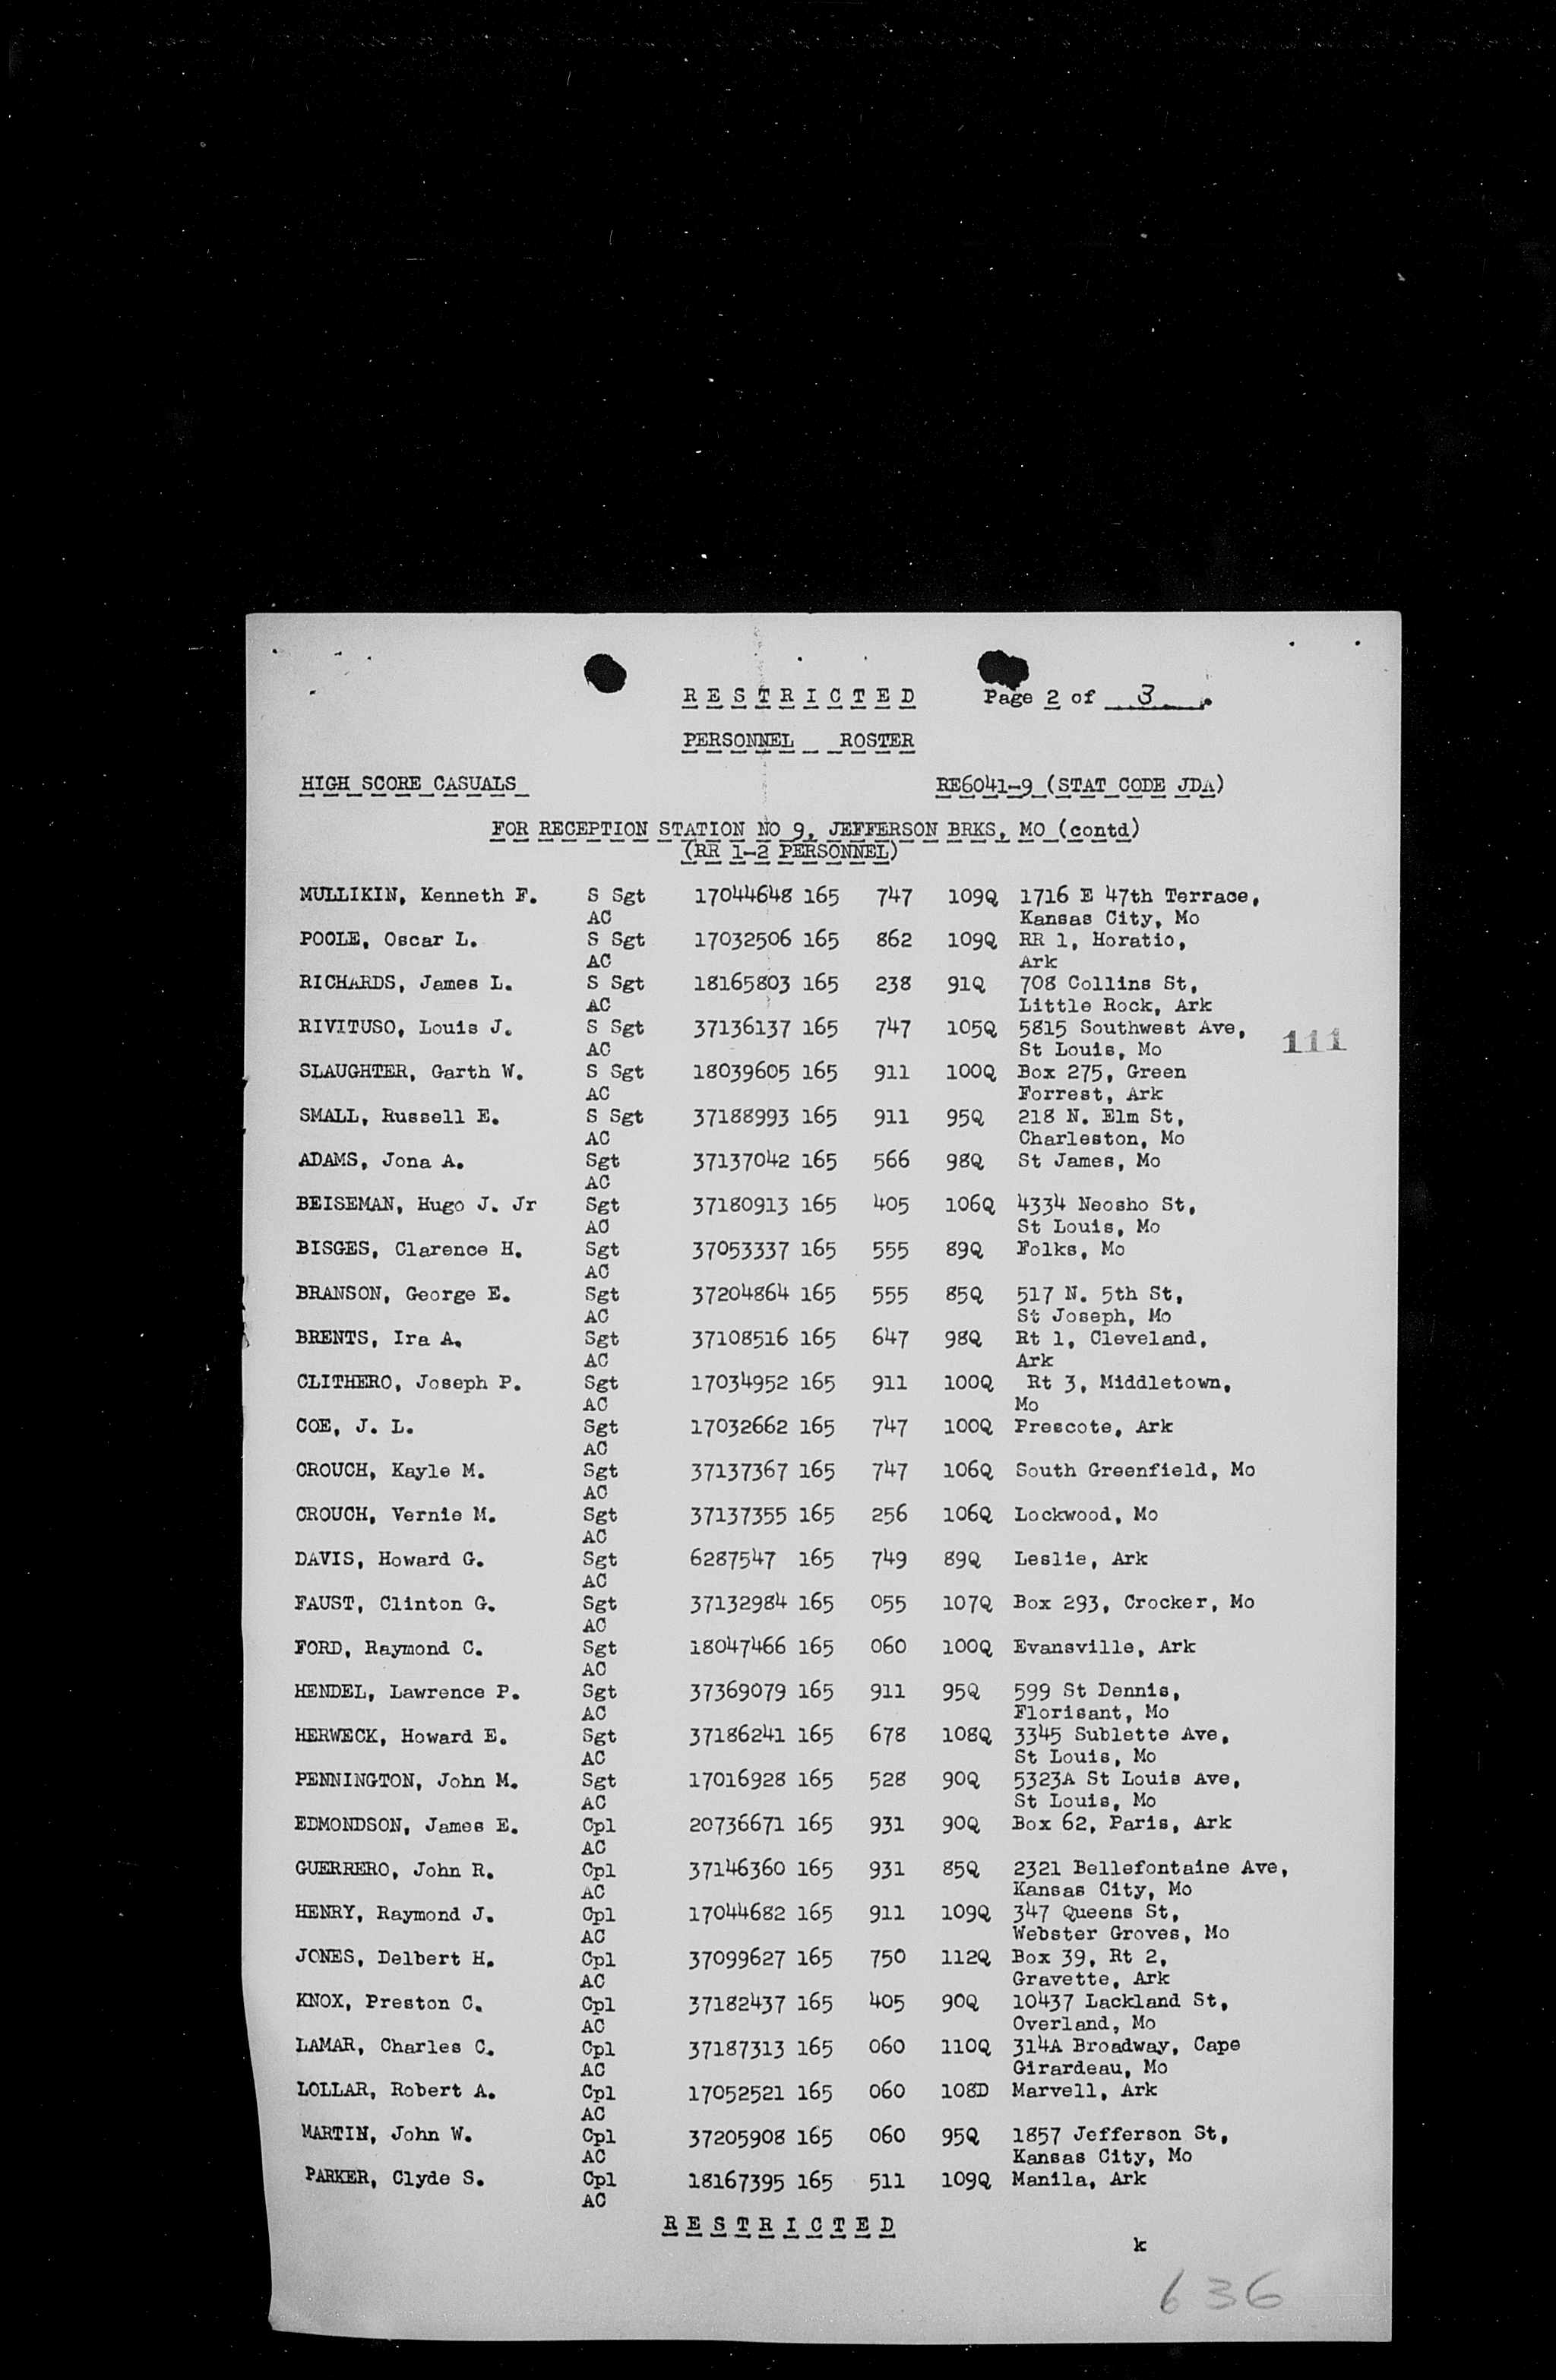 RESTRICTED Page 2 of 3.
PERSONNEL ROSTER
HIGH SCORE CASUALS RE6041-9 (STAT CODE JDA)
FOR RECEPTION STATION NO 9, JEFFERSON BRKS, MO (contd)
(RR 1-2 PERSONNEL)
MULLIKIN, Kenneth F. S Sgt 17044648 165 747 109Q 1716 E 47th Terrace,
AC Kansas City, Mo
POOLE, Oscar L. S Sgt 17032506 165 862 109Q RR 1, Horatio,
AC Ark
RICHARDS, James L. S Sgt 18165803 165 238 91Q 708 Collins St,
AC Little Rock, Ark
RIVITUSO, Louis J. S Sgt 37136137 165 747 105Q 5815 Southwest Ave,
111
AC St Louis, Mo
SLAUGHTER, Garth W. S Sgt 18039605 165 911 100Q Box 275, Green
AC Forrest, Ark
SMALL, Russell E. S Sgt 37188993 165 911 95Q 218 N. Elm St,
AC Charleston, Mo
ADAMS, Jona A. Sgt 37137042 165 566 98Q St James, Mo
AC
BEISEMAN, Hugo J. Jr Sgt 37180913 165 405 106Q 4334 Neosho St,
AC St Louis, Mo
BISGES, Clarence H. Sgt 37053337 165 555 89Q Folks, Mo
AC
BRANSON, George E. Sgt 37204864 165 555 85Q 517 N. 5th St,
AC St Joseph, Mo
BRENTS, Ira A. Sgt 37108516 165 647 98Q Rt 1, Cleveland,
AC Ark
CLITHERO, Joseph P. Sgt 17034952 165 911 100Q Rt 3, Middletown,
AC Mo
COE, J. L. Sgt 17032662 165 747 100Q Prescote, Ark
AC
CROUCH, Kayle M. Sgt 37137367 165 747 106Q South Greenfield, Mo
AC
CROUCH, Vernie M. Sgt 37137355 165 256 106Q Lockwood, Mo
AC
DAVIS, Howard G. Sgt 6287547 165 749 89Q Leslie, Ark
AC
FAUST, Clinton G. Sgt 37132984 165 055 107Q Box 293, Crocker, Mo
AC
FORD, Raymond C. Sgt 18047466 165 060 100Q Evansville, Ark
AC
HENDEL, Lawrence P. Sgt 37369079 165 911 95Q 599 St Dennis,
AC Florisant, Mo
HERWECK, Howard E. Sgt 37186241 165 678 108Q 3345 Sublette Ave,
AC St Louis, Mo
PENNINGTON, John M. Sgt 17016928 165 528 90Q 5323A St Louis Ave,
AC St Louis, Mo
EDMONDSON, James E. Cpl 20736671 165 931 90Q Box 62, Paris, Ark
AC
GUERRERO, John R. Cpl 37146360 165 931 85Q 2321 Bellefontaine Ave,
AC Kansas City, Mo
HENRY, Raymond J. Cpl 17044682 165 911 109Q 347 Queens St,
AC Webster Groves, Mo
JONES, Delbert H. Cpl 37099627 165 750 112Q Box 39, Rt 2,
AC Gravette, Ark
KNOX, Preston C. Cpl 37182437 165 405 90Q 10437 Lackland St,
AC Overland, Mo
LAMAR, Charles C. Cpl 37187313 165 060 110Q 314A Broadway, Cape
AC Girardeau, Mo
LOLLAR, Robert A. Cpl 17052521 165 060 108D Marvell, Ark
AC
MARTIN, John W. Cpl 37205908 165 060 95Q 1857 Jefferson St,
AC Kansas City, Mo
PARKER, Clyde S. Cpl 18167395 165 511 109Q Manila, Ark
AC
RESTRICTED
k
636